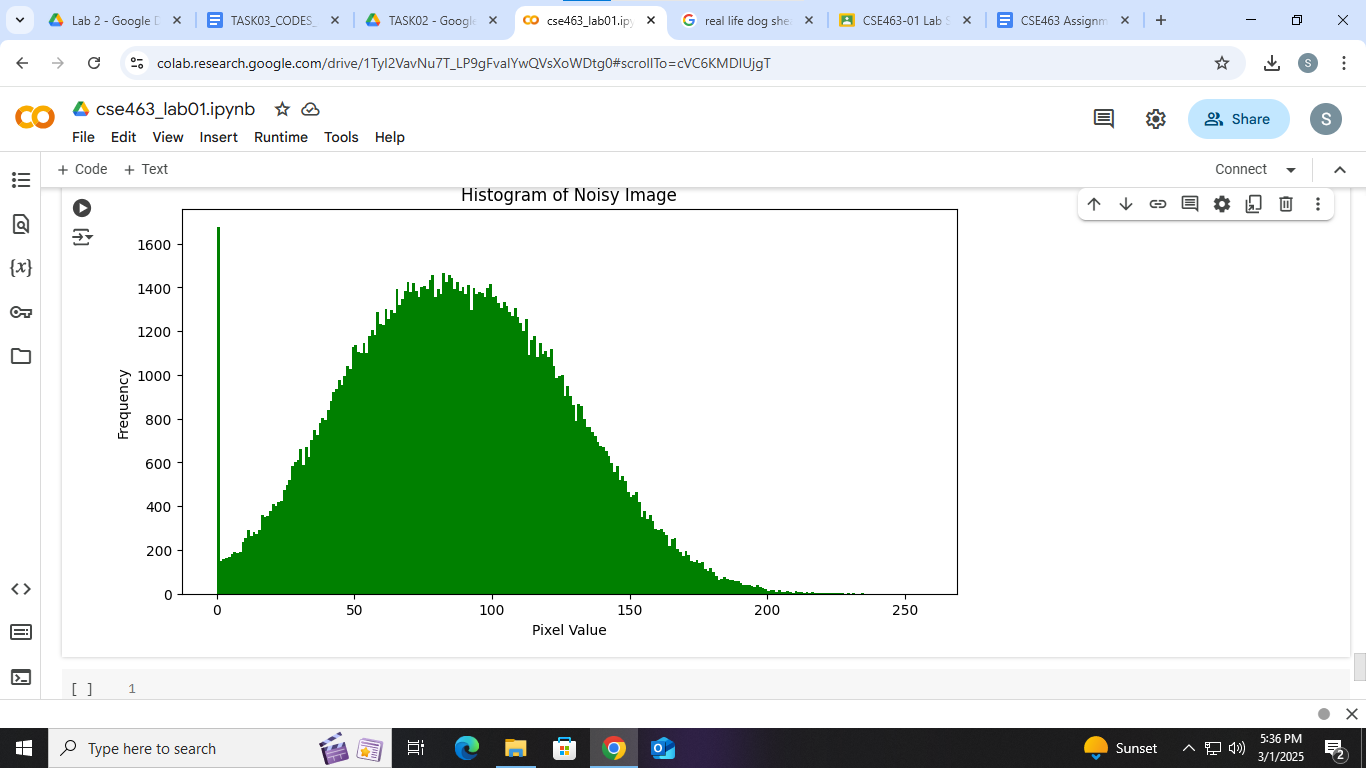 Lab 2 - Google D
TASK03_CODES_
TASK02 - Google
cse463_lab01.ipy
real life dog shea
CSE463-01 Lab S
CSE463 Assignm
colab.research.google.com/drive/1TyI2VavNu7T_LP9gFvalYwQVsXoWDtg0#scrollTo=cVC6KMDIUjgT
S
cse463_lab01.ipynb
File Edit View Insert Runtime Tools Help
Share
S
+ Code + Text
Connect
{x}
Histogram of Noisy Image
Frequency
1600
1400
1200
1000
800
600
400
200
0
0 50 100 150 200 250
Pixel Value
[ ] 1
Type here to search
Sunset
5:36 PM
3/1/2025
2